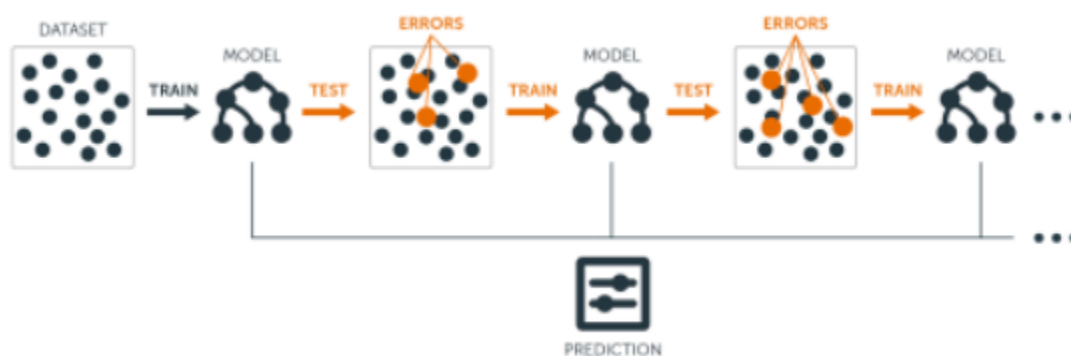 DATASET
MODEL
TRAIN
TEST
ERRORS
TRAIN
MODEL
TEST
ERRORS
TRAIN
MODEL
PREDICTION